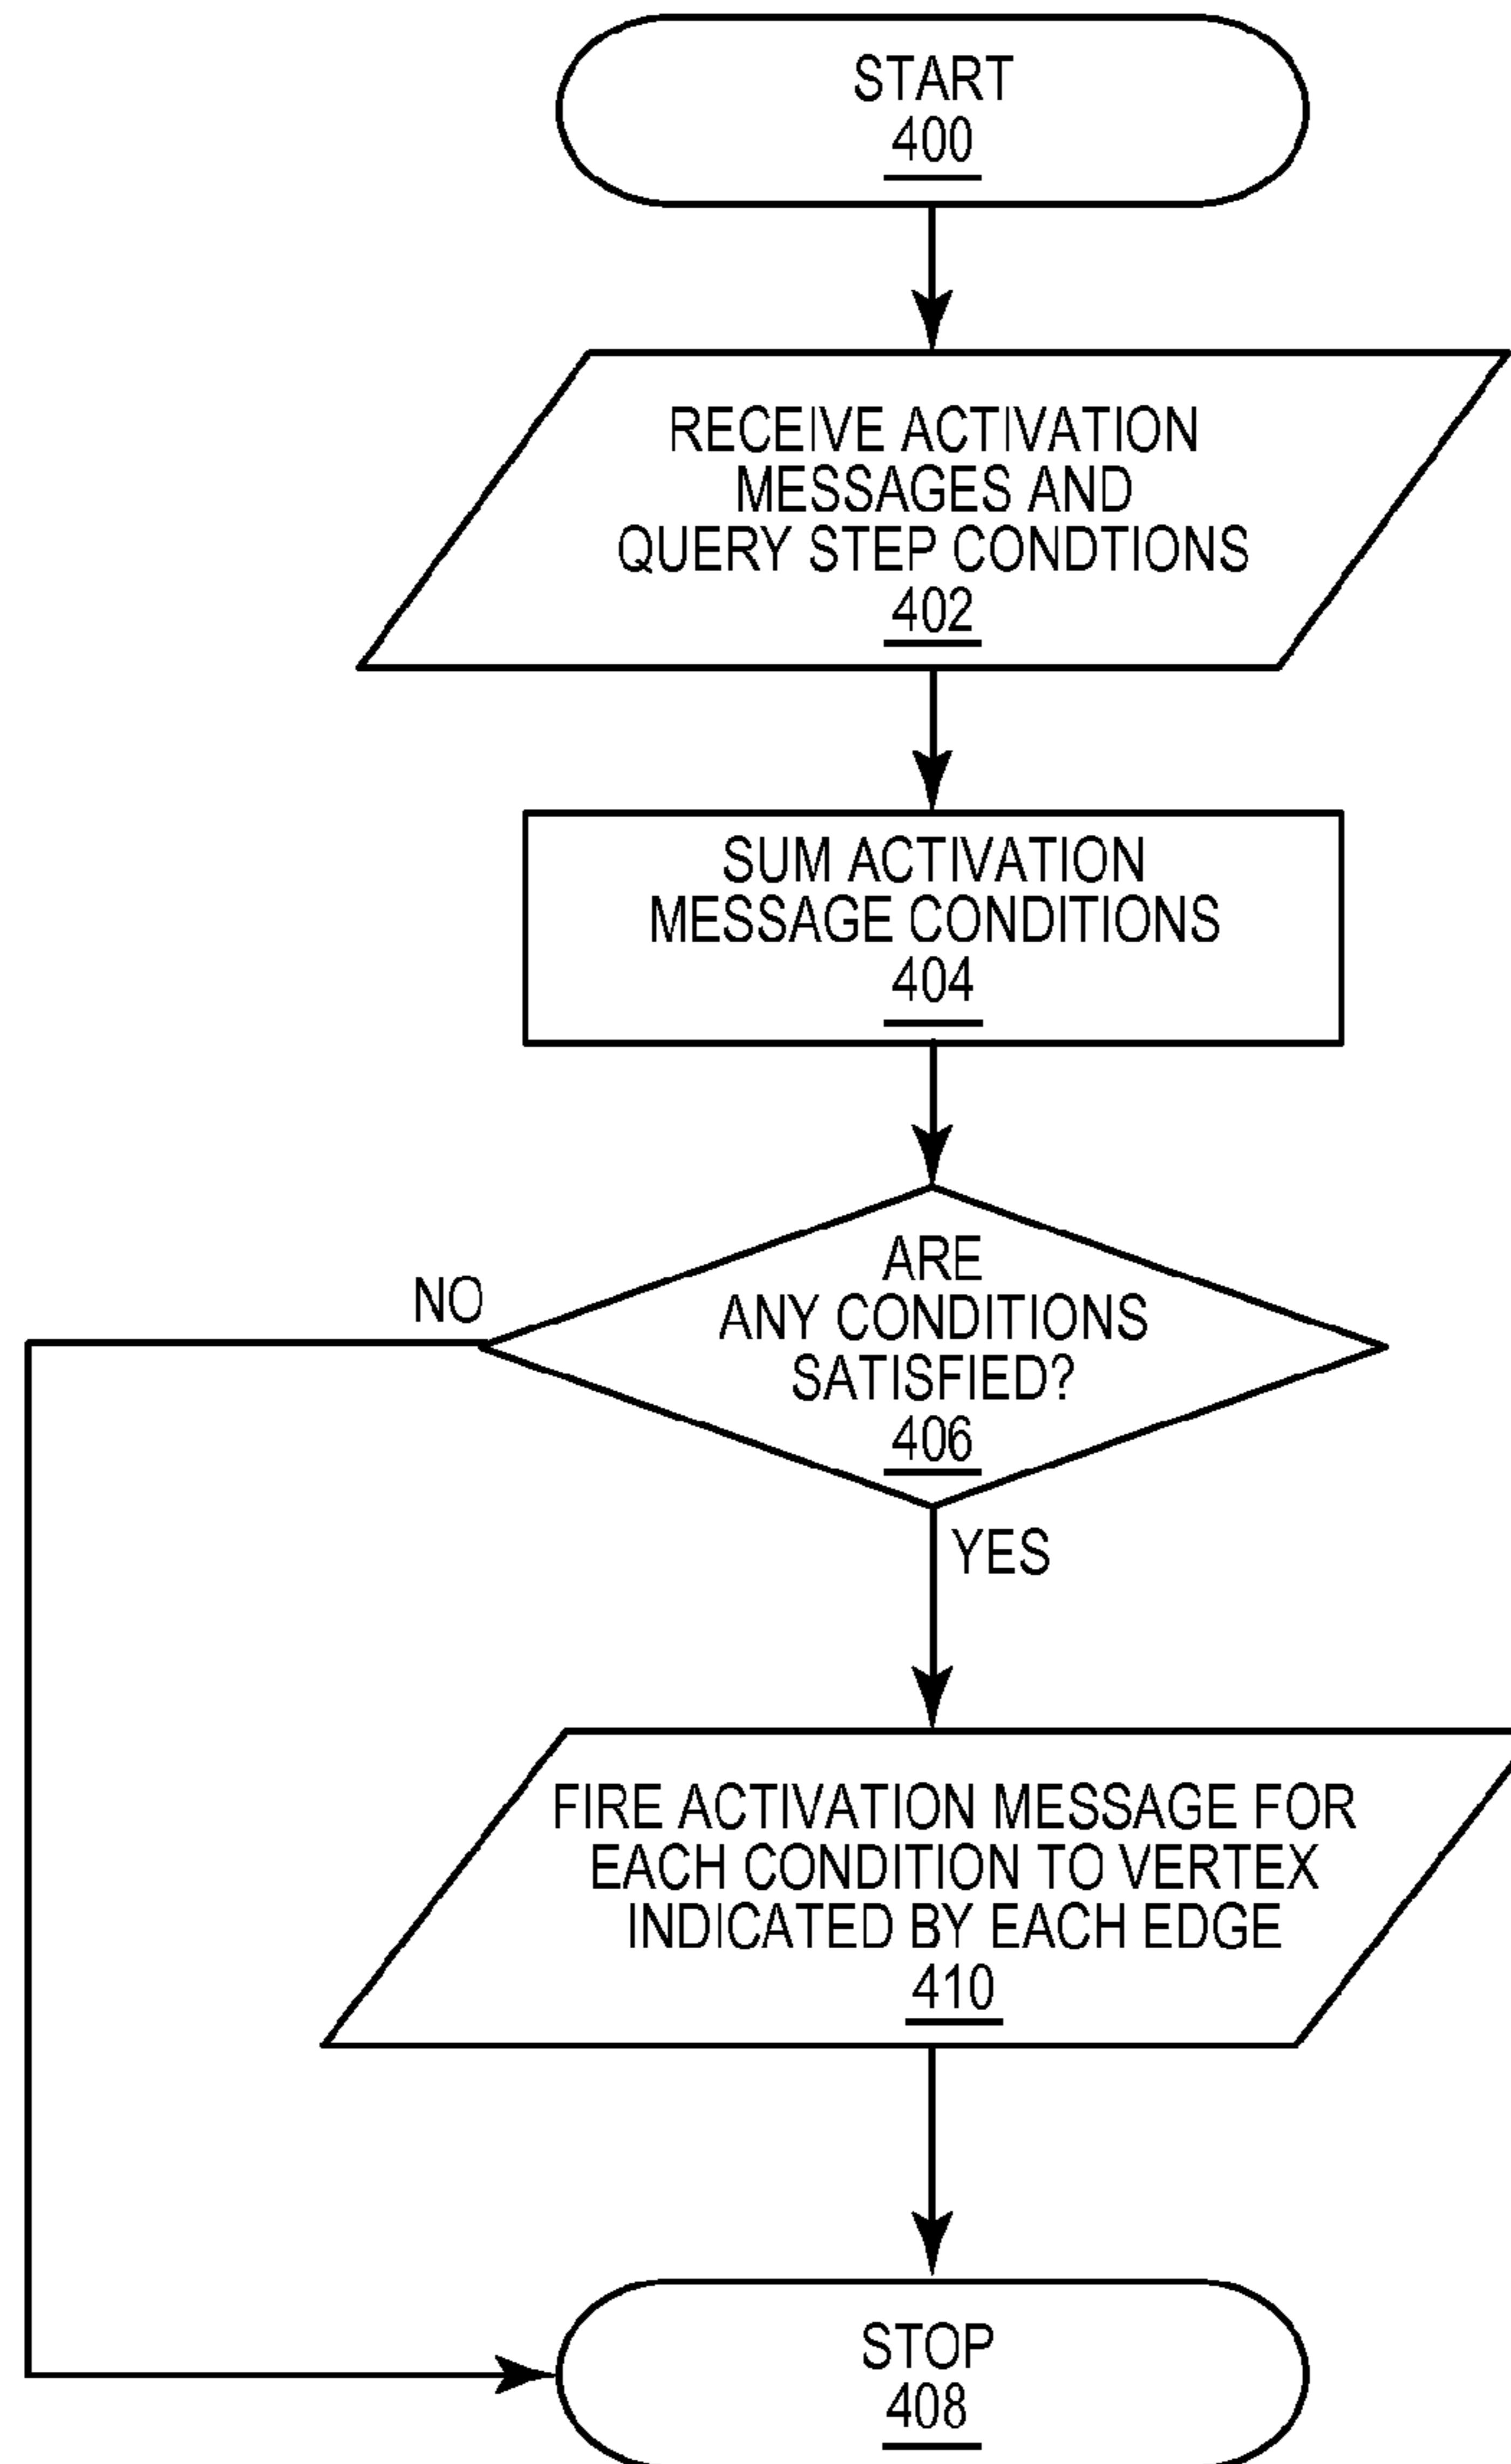 START
400
RECEIVE ACTIVATION
MESSAGES AND
QUERY STEP CONDTIONS
402
SUM ACTIVATION
MESSAGE CONDITIONS
404
ARE
ANY CONDITIONS
SATISFIED?
406
NO
YES
FIRE ACTIVATION MESSAGE FOR
EACH CONDITION TO VERTEX
INDICATED BY EACH EDGE
410
STOP
408